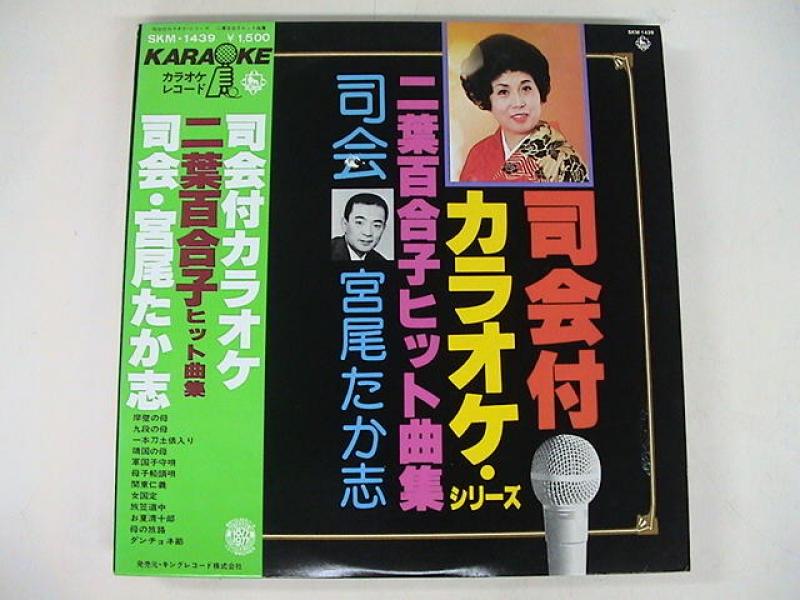 SKM・1439 ￥1,500
KARAOKE
カラオケ
レコード
司会付カラオケ
二葉百合子ヒット曲集
司会・宮尾たか志
岸壁の母
九段の母
一本刀土俵入り
靖国の母
軍国子守唄
母子船頭唄
関東仁義
女国定
旅笠道中
お夏清十郎
母の旅路
ダンチョネ節
発売元・キングレコード株式会社
SKM 1439
司会付
カラオケ・シリーズ
二葉百合子ヒット曲集
司会 宮尾たか志